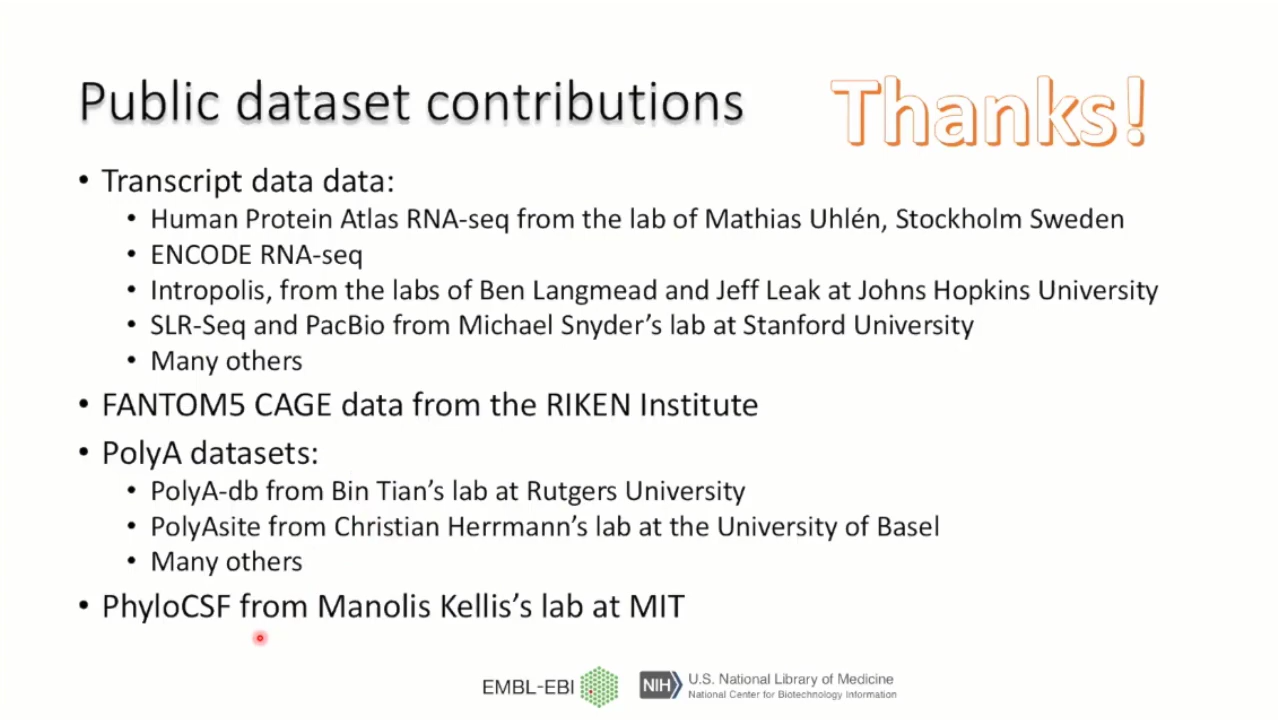 Public dataset contributions
Thanks!
• Transcript data data:
• Human Protein Atlas RNA-seq from the lab of Mathias Uhlén, Stockholm Sweden
• ENCODE RNA-seq
• Intropolis, from the labs of Ben Langmead and Jeff Leak at Johns Hopkins University
• SLR-Seq and PacBio from Michael Snyder's lab at Stanford University
• Many others
• FANTOM5 CAGE data from the RIKEN Institute
• PolyA datasets:
• PolyA-db from Bin Tian's lab at Rutgers University
• PolyAsite from Christian Herrmann's lab at the University of Basel
• Many others
• PhyloCSF from Manolis Kellis's lab at MIT
EMBL-EBI
NIH
U.S. National Library of Medicine
National Center for Biotechnology Information